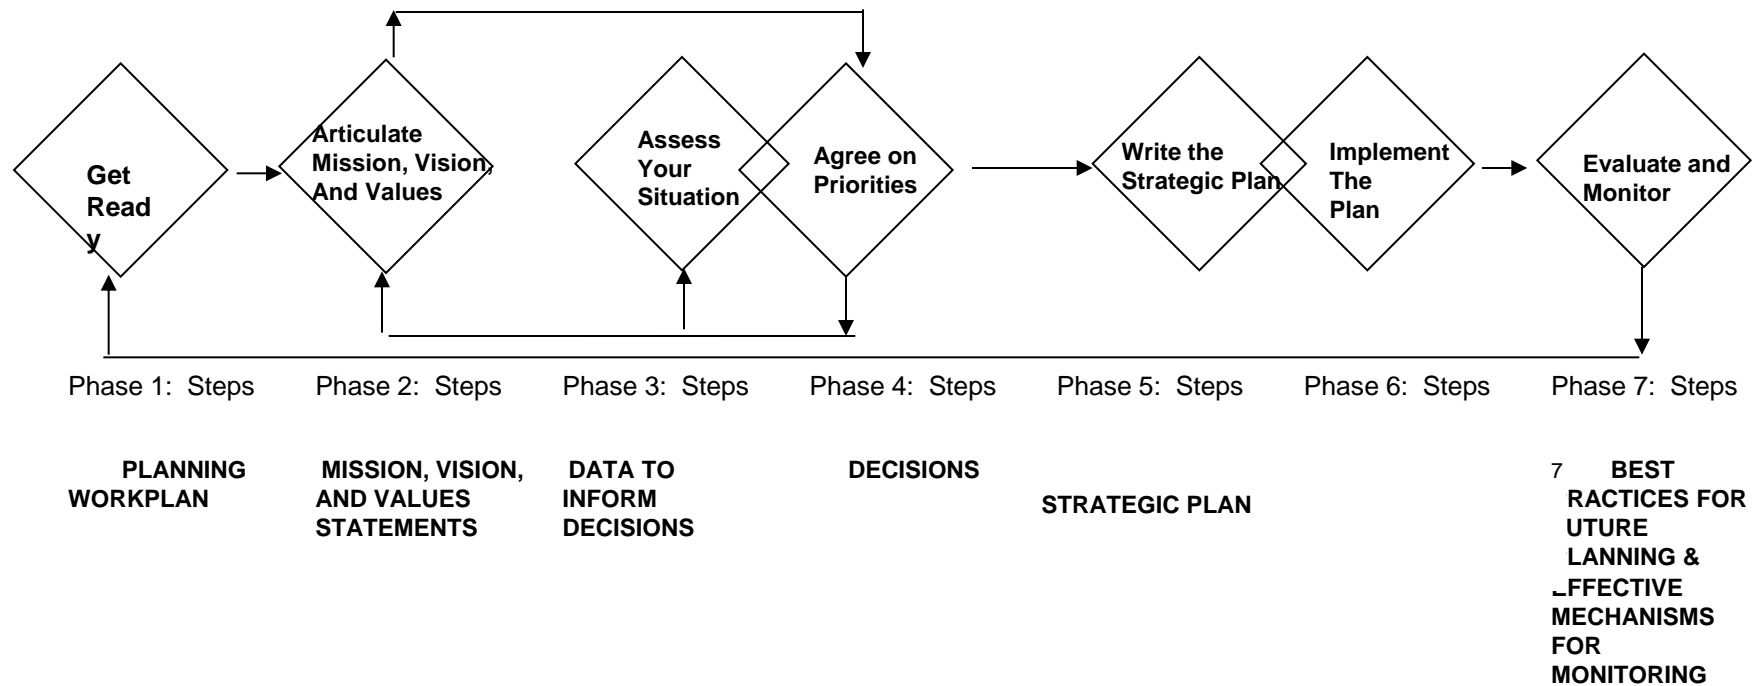 Get
Read
y
Articulate
Mission, Vision,
And Values
Assess
Your
Situation
Agree on
Priorities
Write the
Strategic Plan
Implement
The
Plan
Evaluate and
Monitor
Phase 1: Steps
Phase 2: Steps
Phase 3: Steps
Phase 4: Steps
Phase 5: Steps
Phase 6: Steps
Phase 7: Steps
PLANNING
WORKPLAN
MISSION, VISION,
AND VALUES
STATEMENTS
DATA TO
INFORM
DECISIONS
DECISIONS
STRATEGIC PLAN
7 BEST
RACTICES FOR
UTURE
LANNING &
EFFECTIVE
MECHANISMS
FOR
MONITORING